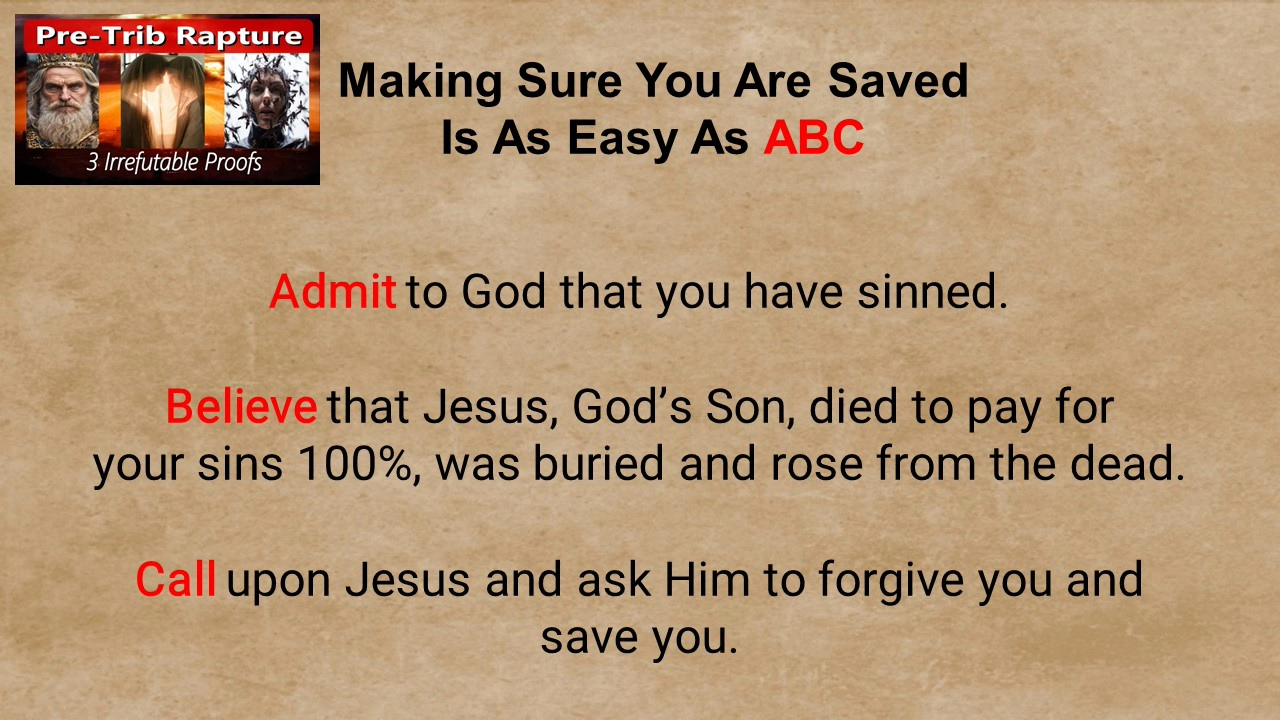 Pre-Trib Rapture
3 Irrefutable Proofs
Making Sure You Are Saved
Is As Easy As ABC
Admit to God that you have sinned.
Believe that Jesus, God’s Son, died to pay for
your sins 100%, was buried and rose from the dead.
Call upon Jesus and ask Him to forgive you and
save you.